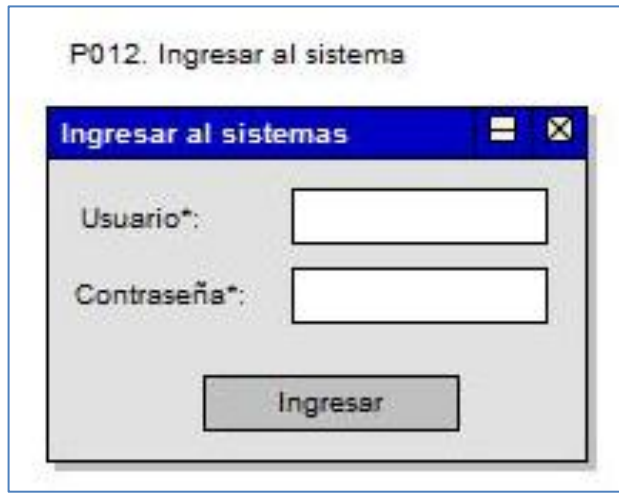 P012. Ingresar al sistema
Ingresar al sistemas
Usuario*:
Contraseña*:
Ingresar